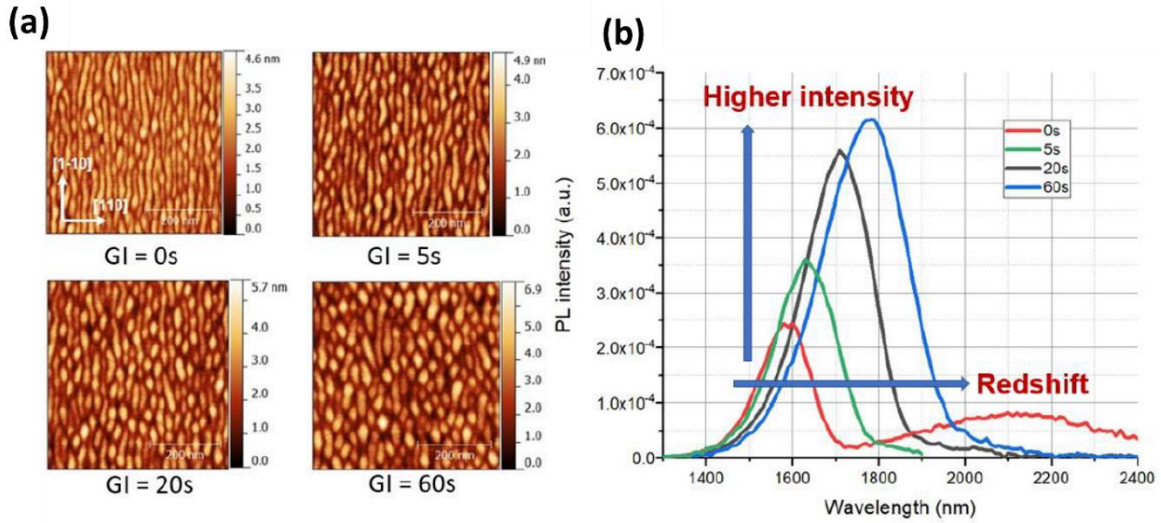 (a)
4.6 nm
4.0
3.5
3.0
2.5
2.0
1.5
1.0
0.5
0.0
[1-10]
[110]
200 nm
GI = 0s
4.9 nm
4.0
3.0
2.0
1.0
0.0
200 nm
GI = 5s
5.7 nm
4.0
3.0
2.0
1.0
0.0
200 nm
GI = 20s
6.9
5.0
4.0
3.0
2.0
1.0
0.0
200 nm
GI = 60s
(b)
7.0x10⁻⁴
6.0x10⁻⁴
5.0x10⁻⁴
4.0x10⁻⁴
3.0x10⁻⁴
2.0x10⁻⁴
1.0x10⁻⁴
0.0
PL intensity (a.u.)
Higher intensity
0s
5s
20s
60s
Redshift
1400 1600 1800 2000 2200 2400
Wavelength (nm)